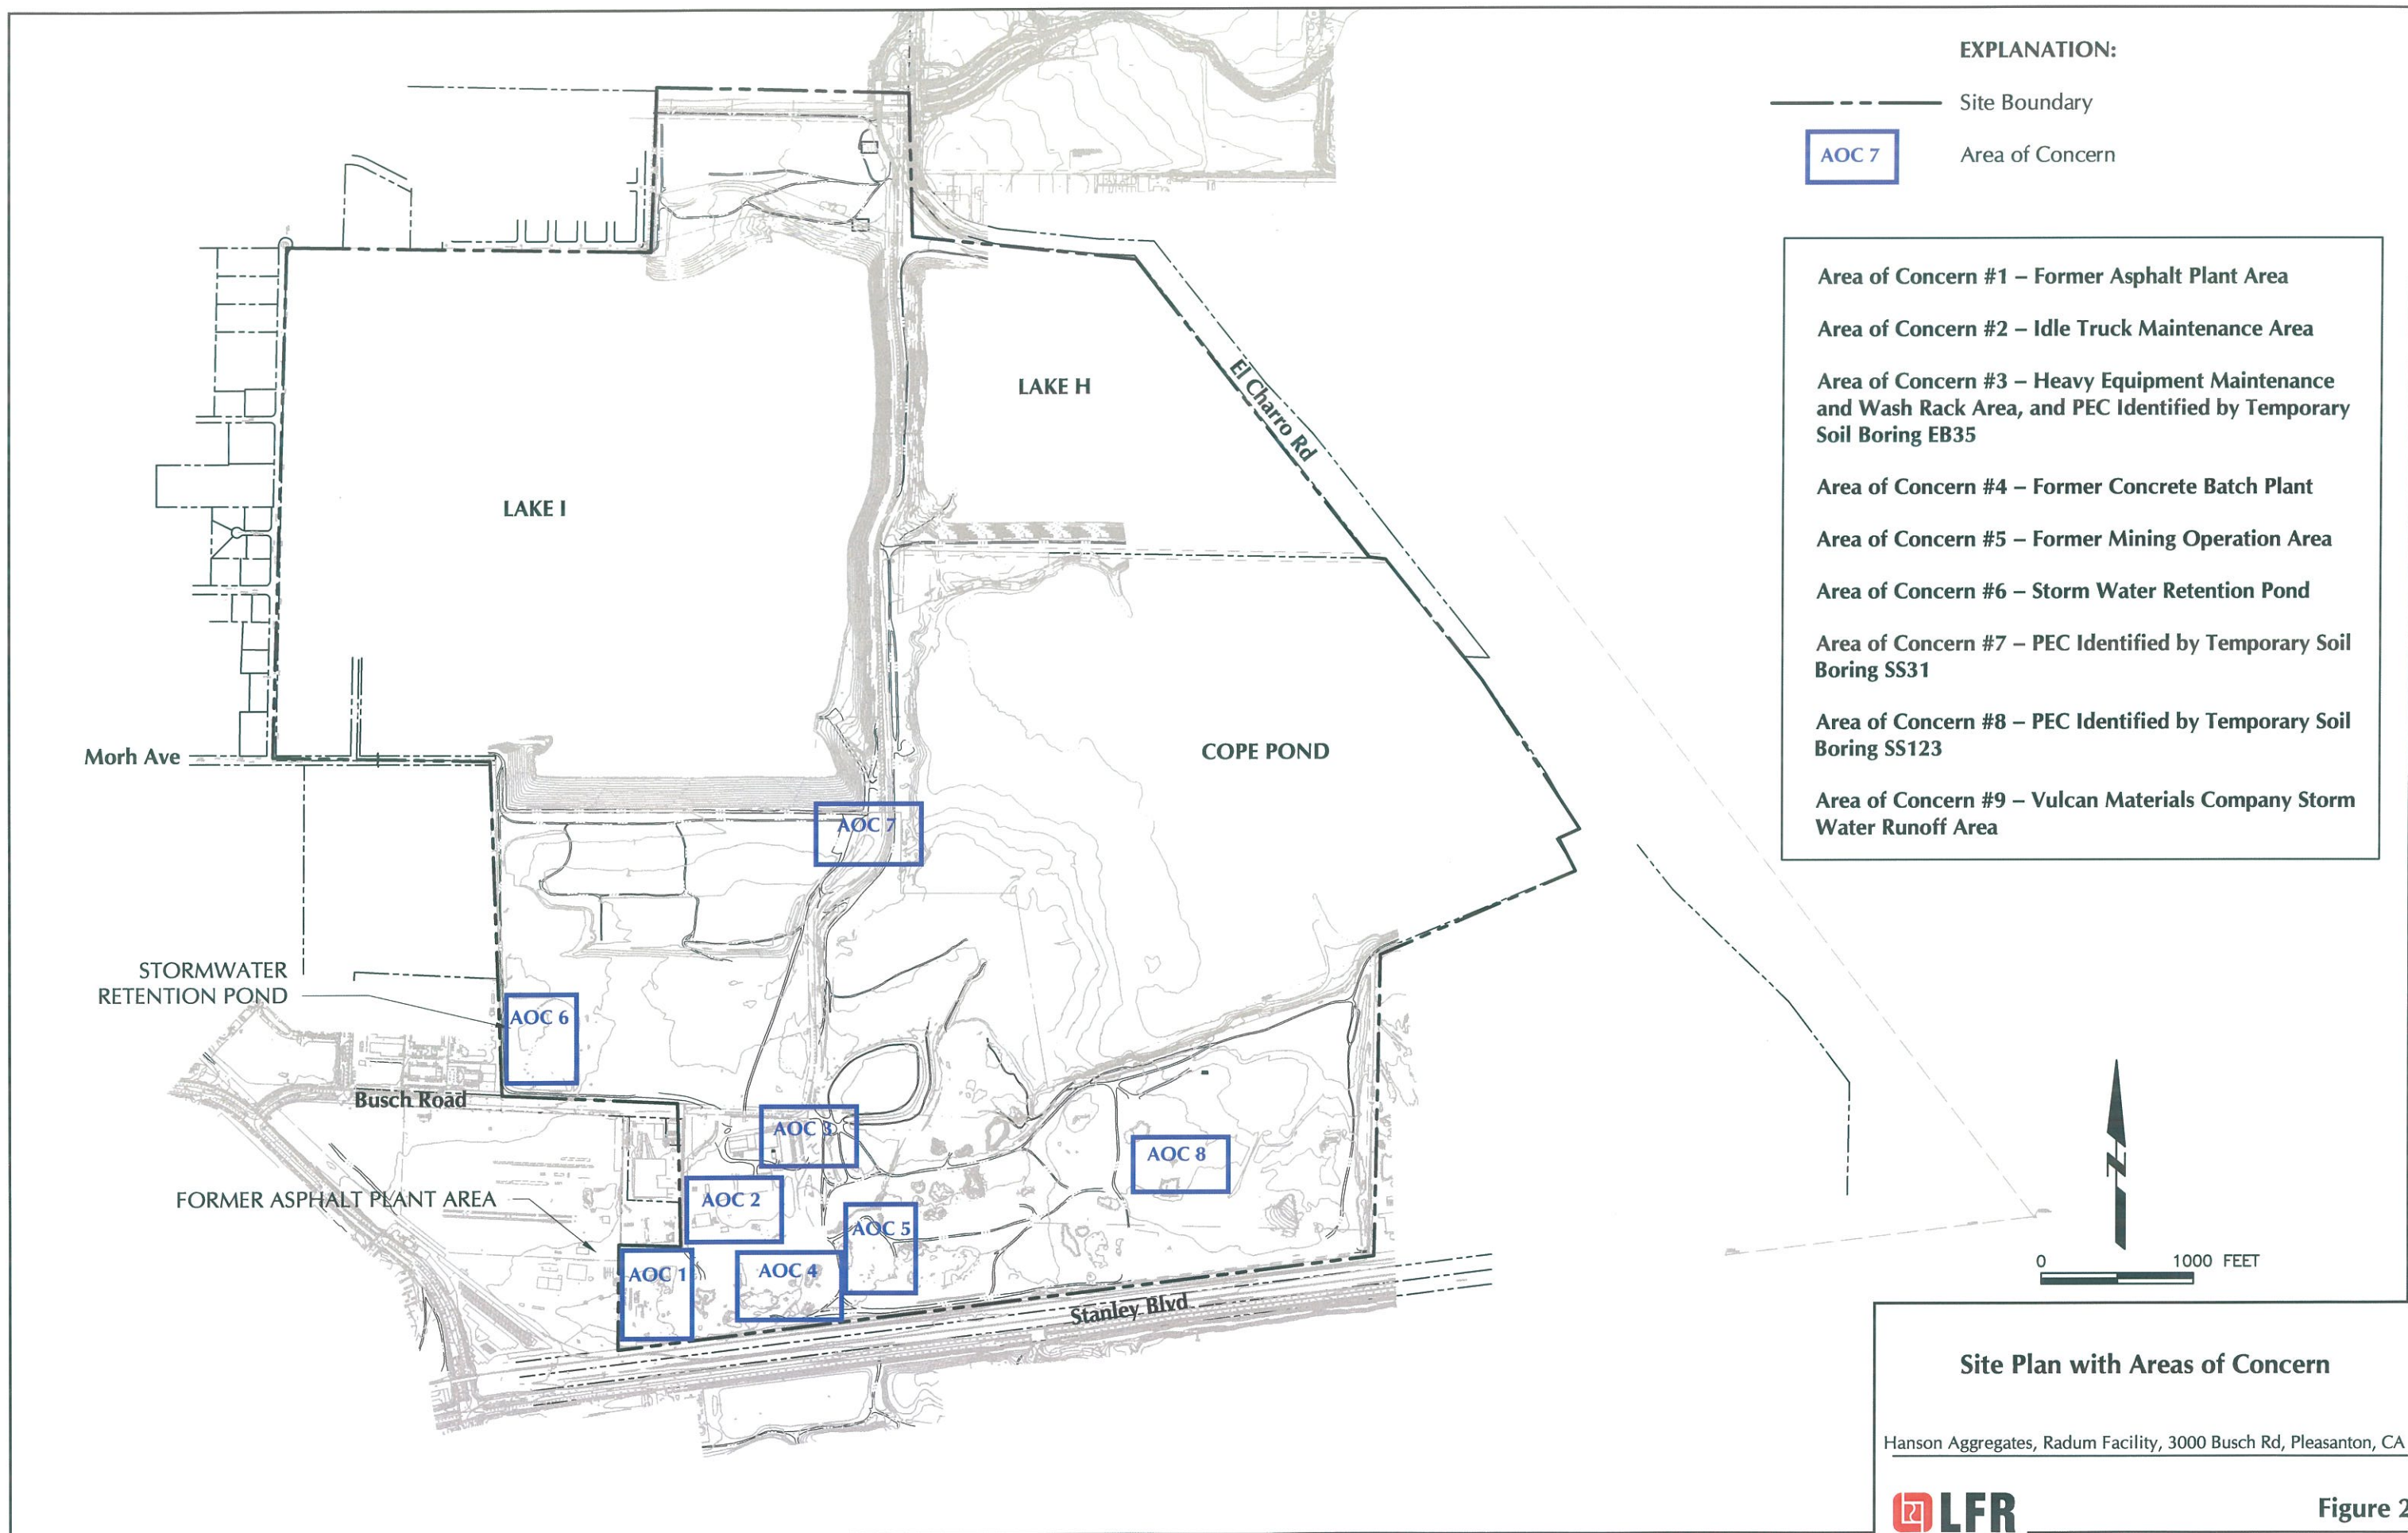 EXPLANATION:
Site Boundary
AOC 7
Area of Concern
Area of Concern #1 – Former Asphalt Plant Area
Area of Concern #2 – Idle Truck Maintenance Area
Area of Concern #3 – Heavy Equipment Maintenance
and Wash Rack Area, and PEC Identified by Temporary
Soil Boring EB35
Area of Concern #4 – Former Concrete Batch Plant
Area of Concern #5 – Former Mining Operation Area
Area of Concern #6 – Storm Water Retention Pond
Area of Concern #7 – PEC Identified by Temporary Soil
Boring SS31
Area of Concern #8 – PEC Identified by Temporary Soil
Boring SS123
Area of Concern #9 – Vulcan Materials Company Storm
Water Runoff Area
LAKE H
El Charro Rd
LAKE I
COPE POND
Morh Ave
AOC 7
STORMWATER
RETENTION POND
AOC 6
Busch Road
AOC 3
AOC 8
FORMER ASPHALT PLANT AREA
AOC 2
AOC 5
AOC 1
AOC 4
Stanley Blvd
N
0 1000 FEET
Site Plan with Areas of Concern
Hanson Aggregates, Radum Facility, 3000 Busch Rd, Pleasanton, CA
LFR
Figure 2